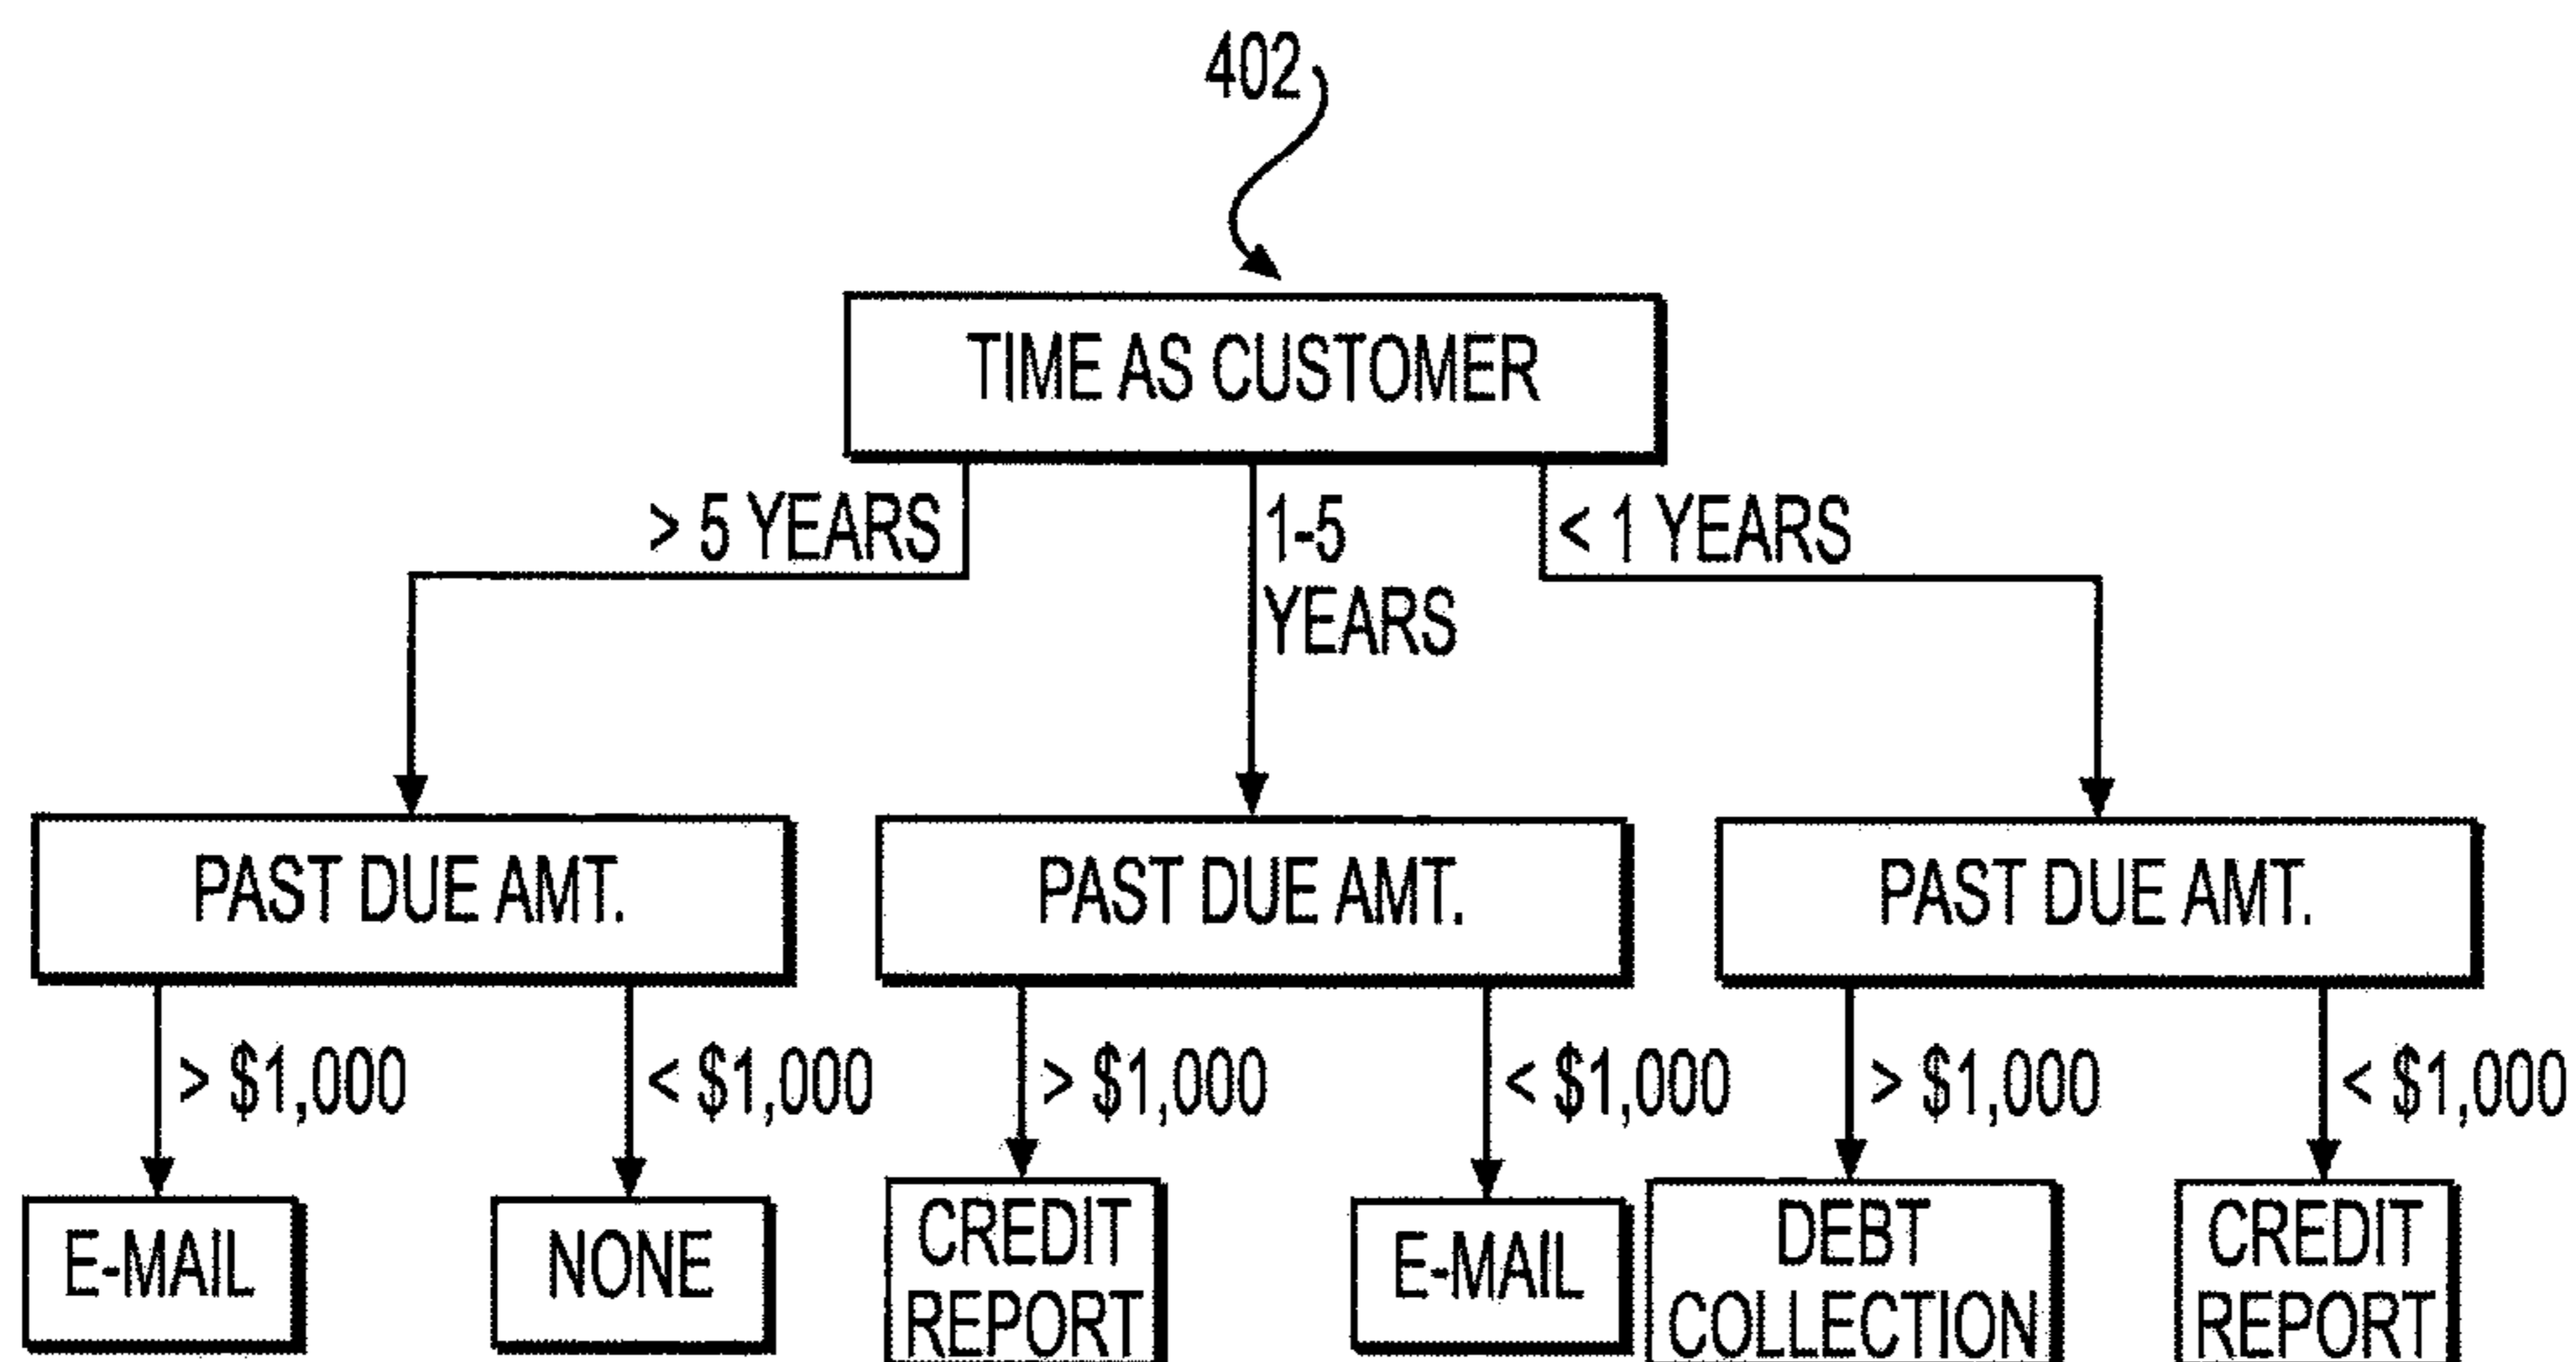 402
TIME AS CUSTOMER
> 5 YEARS
1-5
YEARS
< 1 YEARS
PAST DUE AMT.
PAST DUE AMT.
PAST DUE AMT.
> $1,000
< $1,000
> $1,000
< $1,000
> $1,000
< $1,000
E-MAIL
NONE
CREDIT
REPORT
E-MAIL
DEBT
COLLECTION
CREDIT
REPORT